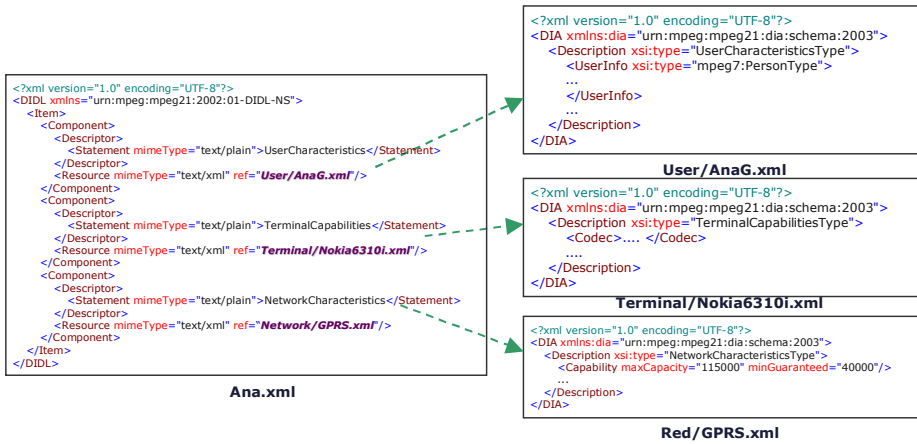 <?xml version="1.0" encoding="UTF-8"?>
<DIDL xmlns="urn:mpeg:mpeg21:2002:01-DIDL-NS">
<Item>
<Component>
<Descriptor>
<Statement mimeType="text/plain">UserCharacteristics</Statement>
</Descriptor>
<Resource mimeType="text/xml" ref="User/AnaG.xml"/>
</Component>
<Component>
<Descriptor>
<Statement mimeType="text/plain">TerminalCapabilities</Statement>
</Descriptor>
<Resource mimeType="text/xml" ref="Terminal/Nokia6310i.xml"/>
</Component>
<Component>
<Descriptor>
<Statement mimeType="text/plain">NetworkCharacteristics</Statement>
</Descriptor>
<Resource mimeType="text/xml" ref="Network/GPRS.xml"/>
</Component>
</Item>
</DIDL>
Ana.xml
<?xml version="1.0" encoding="UTF-8"?>
<DIA xmlns:dia="urn:mpeg:mpeg21:dia:schema:2003">
<Description xsi:type="UserCharacteristicsType">
<UserInfo xsi:type="mpeg7:PersonType">
...
</UserInfo>
...
</Description>
</DIA>
User/AnaG.xml
<?xml version="1.0" encoding="UTF-8"?>
<DIA xmlns:dia="urn:mpeg:mpeg21:dia:schema:2003">
<Description xsi:type="TerminalCapabilitiesType">
<Codec>.... </Codec>
....
</Description>
</DIA>
Terminal/Nokia6310i.xml
<?xml version="1.0" encoding="UTF-8"?>
<DIA xmlns:dia="urn:mpeg:mpeg21:dia:schema:2003">
<Description xsi:type="NetworkCharacteristicsType">
<Capability maxCapacity="115000" minGuaranteed="40000"/>
...
</Description>
</DIA>
Red/GPRS.xml